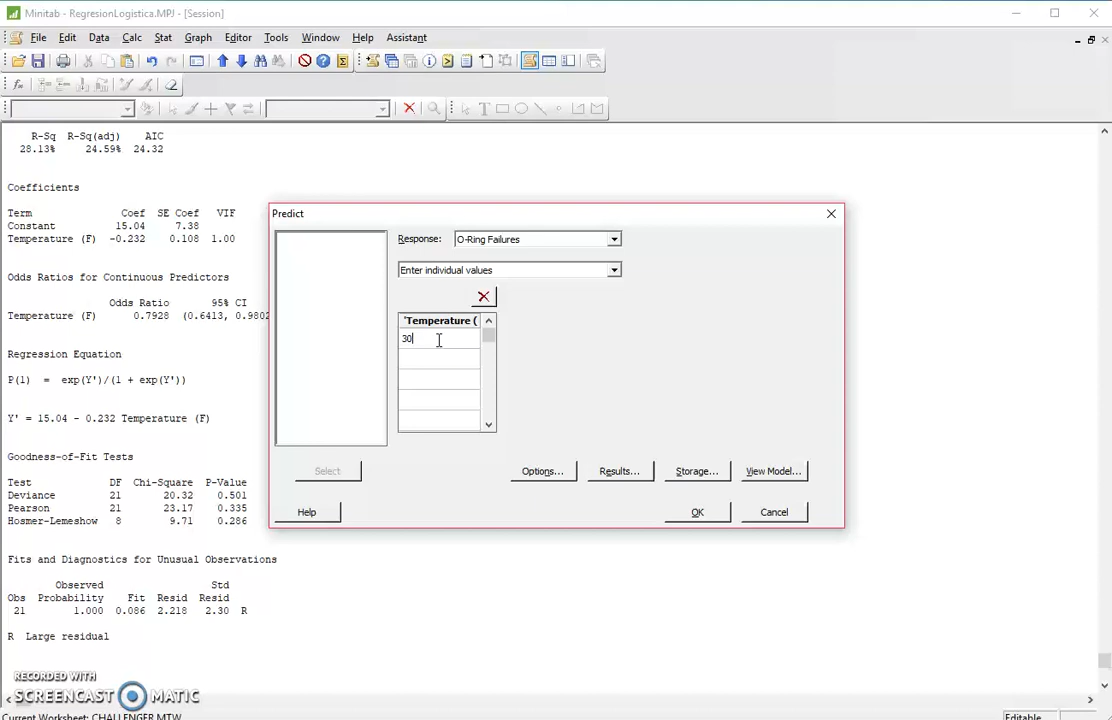 Minitab - RegresionLogistica.MPJ - [Session]
File Edit Data Calc Stat Graph Editor Tools Window Help Assistant
R-Sq R-Sq(adj) AIC
28.13% 24.59% 24.32
Coefficients
Term Coef SE Coef VIF
Constant 15.04 7.38
Temperature (F) -0.232 0.108 1.00
Odds Ratios for Continuous Predictors
Odds Ratio 95% CI
Temperature (F) 0.7928 (0.6413, 0.9802
Regression Equation
P(1) = exp(Y')/(1 + exp(Y'))
Y' = 15.04 - 0.232 Temperature (F)
Goodness-of-Fit Tests
Test DF Chi-Square P-Value
Deviance 21 20.32 0.501
Pearson 21 23.17 0.335
Hosmer-Lemeshow 8 9.71 0.286
Fits and Diagnostics for Unusual Observations
Observed Std
Obs Probability Fit Resid Resid
21 1.000 0.086 2.218 2.30 R
R Large residual
Predict
Response: O-Ring Failures
Enter individual values
'Temperature (
30
Select Options... Results... Storage... View Model...
Help OK Cancel
RECORDED WITH
SCREENCAST MATIC
Current Worksheet: CHALLENGER.MTW Editable